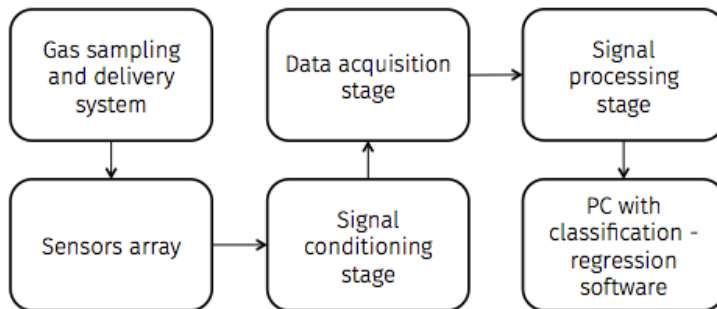 Gas sampling
and delivery
system
Data acquisition
stage
Signal
processing
stage
Sensors array
Signal
conditioning
stage
PC with
classification -
regression
software